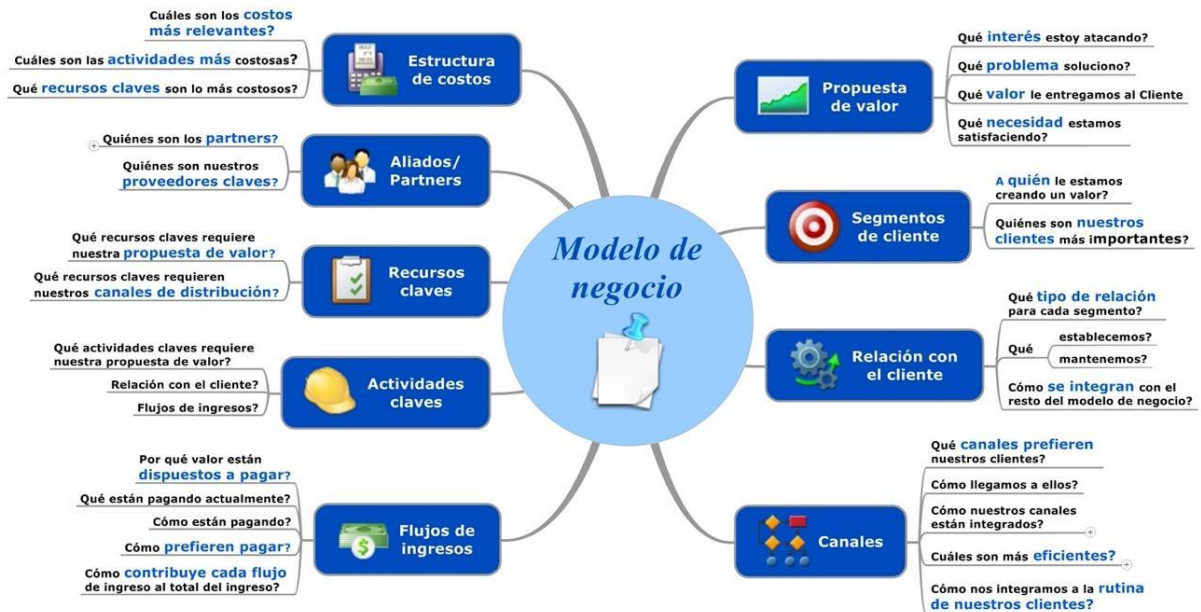 Modelo de
negocio
Cuáles son los costos
más relevantes?
Cuáles son las actividades más costosas?
Qué recursos claves son lo más costosos?
Estructura
de costos
Quiénes son los partners?
Quiénes son nuestros
proveedores claves?
Aliados/
Partners
Qué recursos claves requiere
nuestra propuesta de valor?
Qué recursos claves requieren
nuestros canales de distribución?
Recursos
claves
Qué actividades claves requiere
nuestra propuesta de valor?
Relación con el cliente?
Flujos de ingresos?
Actividades
claves
Por qué valor están
dispuestos a pagar?
Qué están pagando actualmente?
Cómo están pagando?
Cómo prefieren pagar?
Cómo contribuye cada flujo
de ingreso al total del ingreso?
Flujos de
ingresos
Propuesta
de valor
Qué interés estoy atacando?
Qué problema soluciono?
Qué valor le entregamos al Cliente
Qué necesidad estamos
satisfaciendo?
Segmentos
de cliente
A quién le estamos
creando un valor?
Quiénes son nuestros
clientes más importantes?
Relación con
el cliente
Qué tipo de relación
para cada segmento?
Qué
establecemos?
mantenemos?
Cómo se integran con el
resto del modelo de negocio?
Canales
Qué canales prefieren
nuestros clientes?
Cómo llegamos a ellos?
Cómo nuestros canales
están integrados?
Cuáles son más eficientes?
Cómo nos integramos a la rutina
de nuestros clientes?